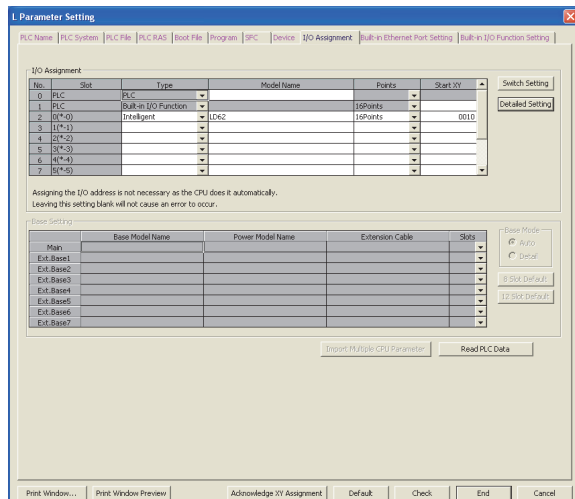 L Parameter Setting
PLC Name PLC System PLC File PLC RAS Boot File Program SFC Device I/O Assignment Built-in Ethernet Port Setting Built-in I/O Function Setting
I/O Assignment
No. Slot Type Model Name Points Start XY
0 PLC PLC
1 PLC Built-in I/O Function 16Points
2 0(*-0) Intelligent LD62 16Points 0010
3 1(*-1)
4 2(*-2)
5 3(*-3)
6 4(*-4)
7 5(*-5)
Switch Setting
Detailed Setting
Assigning the I/O address is not necessary as the CPU does it automatically.
Leaving this setting blank will not cause an error to occur.
Base Setting
Base Model Name Power Model Name Extension Cable Slots
Main
Ext.Base1
Ext.Base2
Ext.Base3
Ext.Base4
Ext.Base5
Ext.Base6
Ext.Base7
Base Mode
Auto
Detail
8 Slot Default
12 Slot Default
Import Multiple CPU Parameter Read PLC Data
Print Window... Print Window Preview Acknowledge XY Assignment Default Check End Cancel